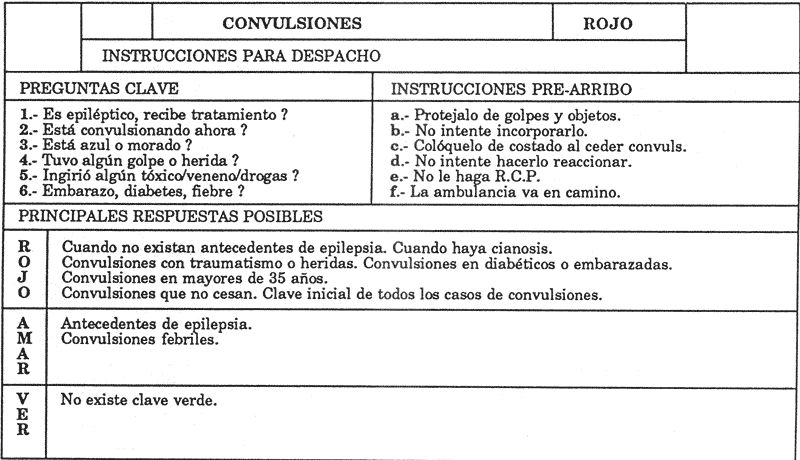 CONVULSIONES
ROJO
INSTRUCCIONES PARA DESPACHO
PREGUNTAS CLAVE
1.- Es epiléptico, recibe tratamiento ?
2.- Está convulsionando ahora ?
3.- Está azul o morado ?
4.- Tuvo algún golpe o herida ?
5.- Ingirió algún tóxico/veneno/drogas ?
6.- Embarazo, diabetes, fiebre ?
INSTRUCCIONES PRE-ARRIBO
a.- Protejalo de golpes y objetos.
b.- No intente incorporarlo.
c.- Colóquelo de costado al ceder convuls.
d.- No intente hacerlo reaccionar.
e.- No le haga R.C.P.
f.- La ambulancia va en camino.
PRINCIPALES RESPUESTAS POSIBLES
R
O
J
O
Cuando no existan antecedentes de epilepsia. Cuando haya cianosis.
Convulsiones con traumatismo o heridas. Convulsiones en diabéticos o embarazadas.
Convulsiones en mayores de 35 años.
Convulsiones que no cesan. Clave inicial de todos los casos de convulsiones.
A
M
A
R
Antecedentes de epilepsia.
Convulsiones febriles.
V
E
R
No existe clave verde.